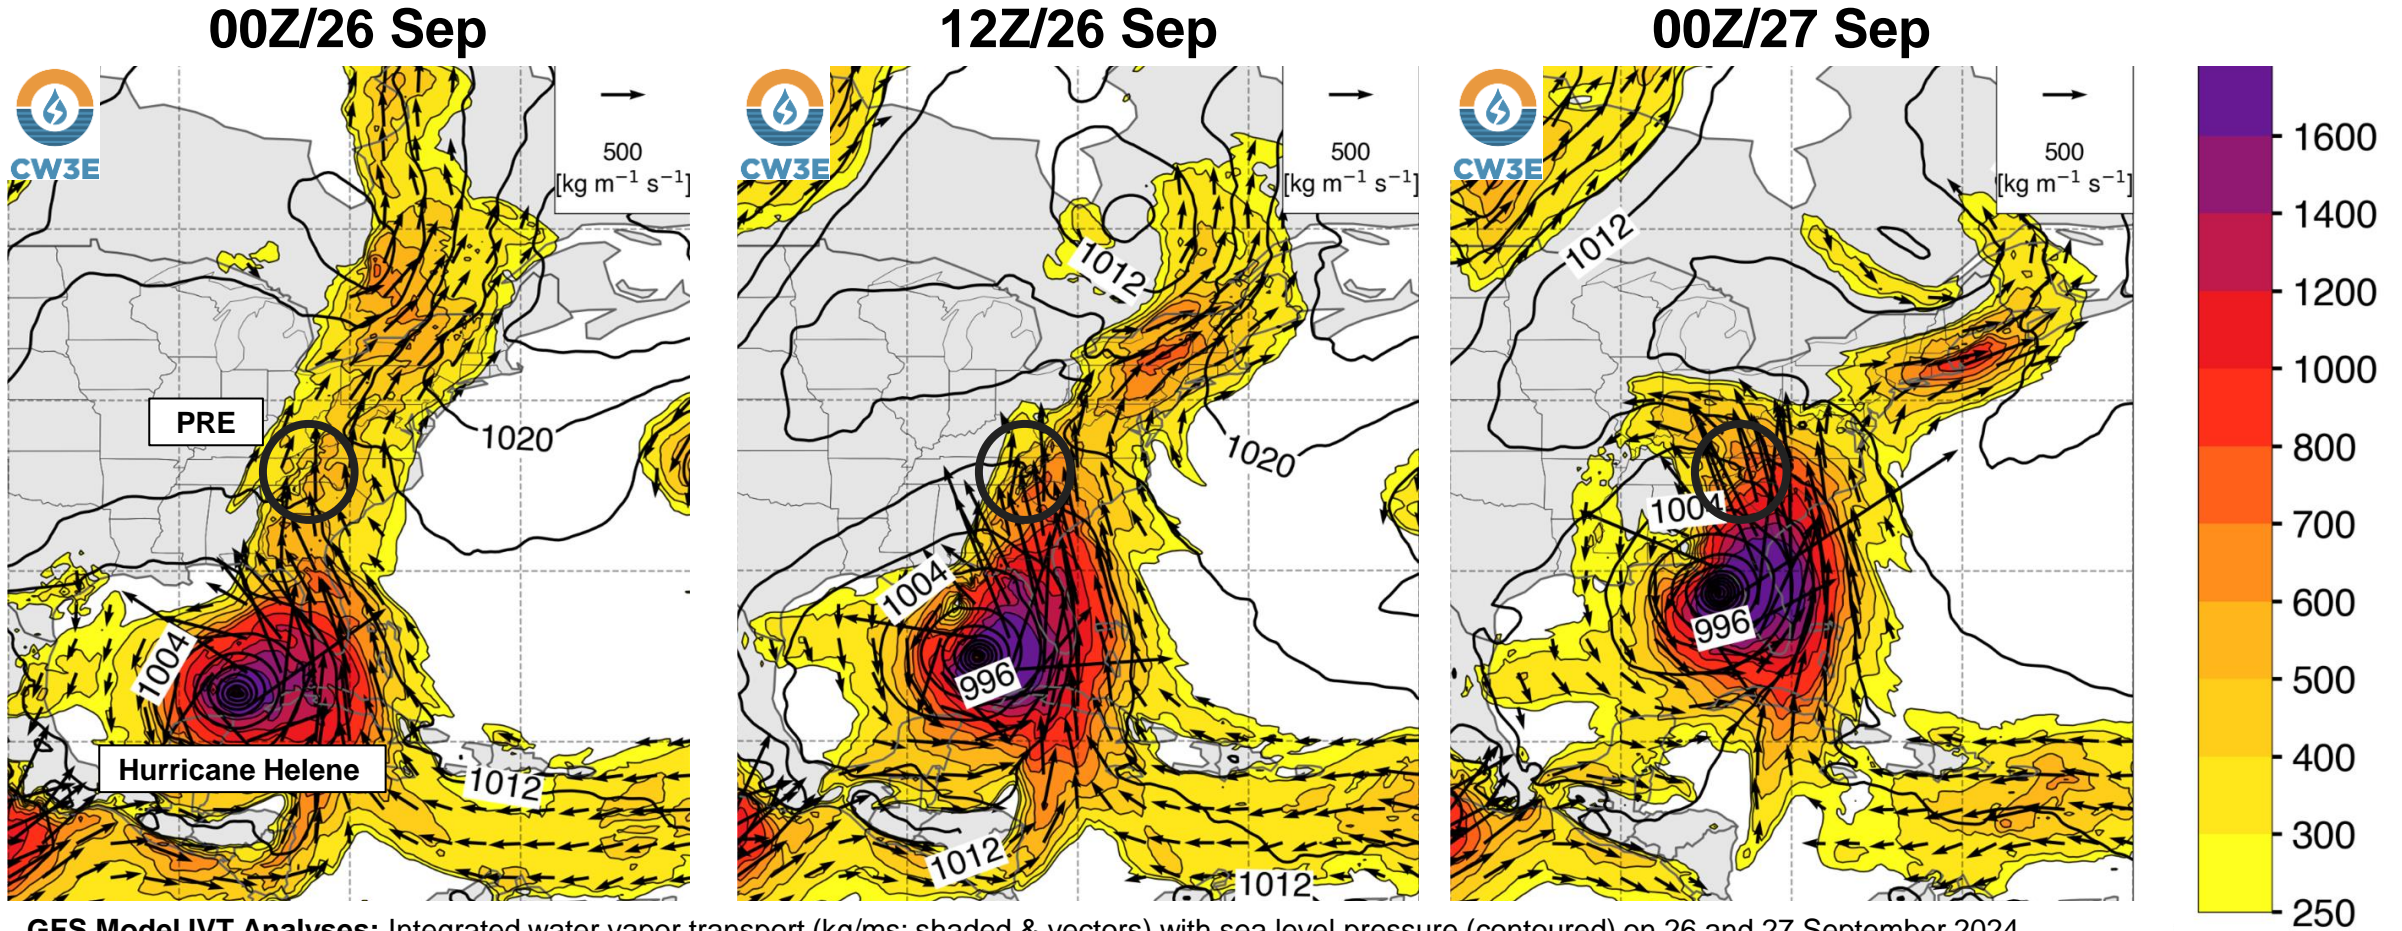 00Z/26 Sep
12Z/26 Sep
00Z/27 Sep
CW3E
500
[kg m−1 s−1]
PRE
1020
1004
Hurricane Helene
1012
CW3E
500
[kg m−1 s−1]
1012
1020
1004
996
1012
1012
CW3E
500
[kg m−1 s−1]
1012
1004
996
1600
1400
1200
1000
800
700
600
500
400
300
250
GFS Model IVT Analyses: Integrated water vapor transport (kg/ms; shaded & vectors) with sea level pressure (contoured) on 26 and 27 September 2024